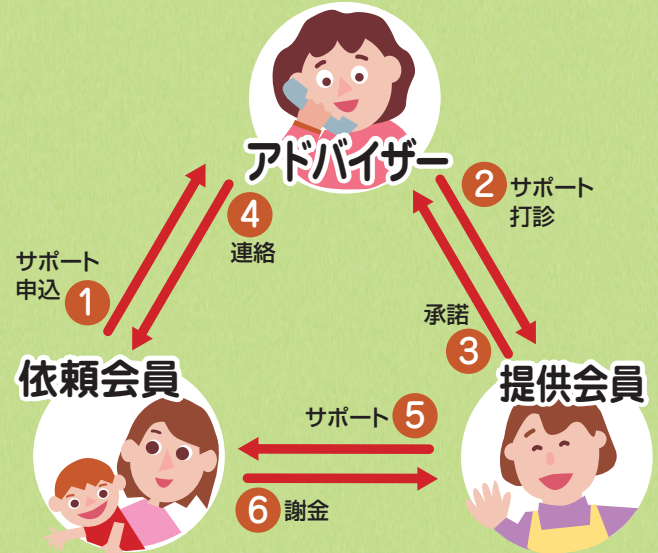 アドバイザー
② サポート
打診
④
連絡
サポート
申込 ①
承諾
③
依頼会員
提供会員
サポート ⑤
⑥ 謝金